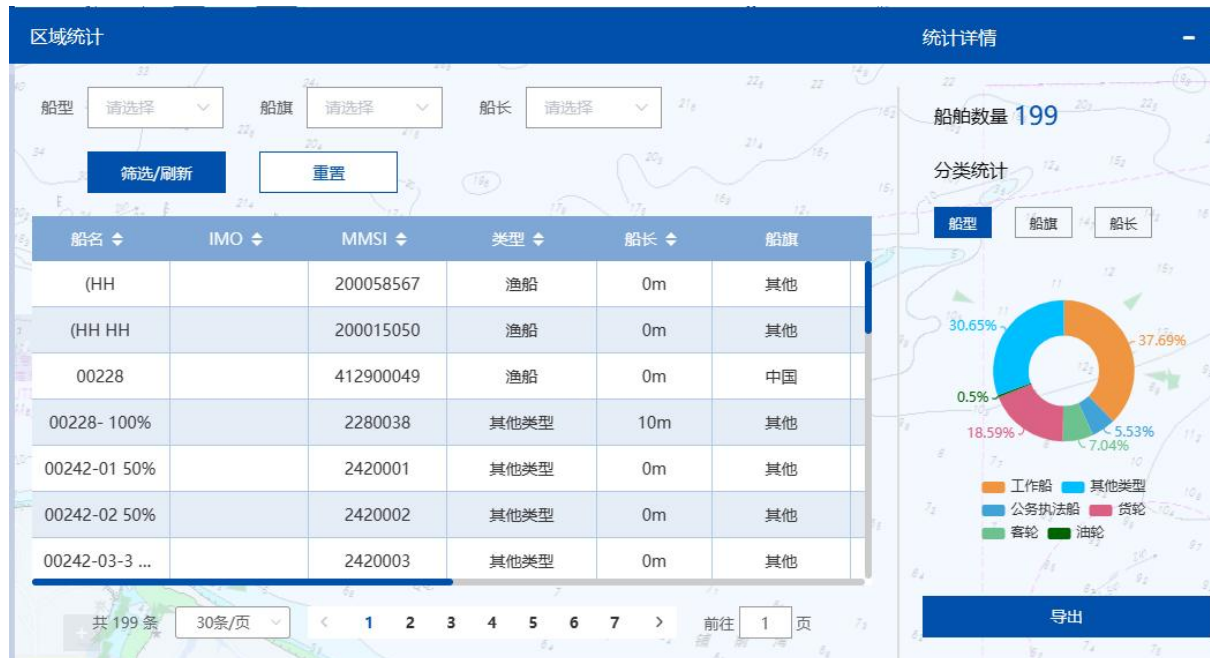 区域统计
统计详情
船型 请选择 船旗 请选择 船长 请选择
筛选/刷新 重置
船名 IMO MMSI 类型 船长 船旗
(HH 200058567 渔船 0m 其他
(HH HH 200015050 渔船 0m 其他
00228 412900049 渔船 0m 中国
00228- 100% 2280038 其他类型 10m 其他
00242-01 50% 2420001 其他类型 0m 其他
00242-02 50% 2420002 其他类型 0m 其他
00242-03-3 ... 2420003 其他类型 0m 其他
共 199 条 30条/页 1 2 3 4 5 6 7 前往 1 页
船舶数量 199
分类统计
船型 船旗 船长
30.65%
37.69%
0.5%
18.59%
5.53%
7.04%
工作船 其他类型
公务执法船 货轮
客轮 油轮
导出